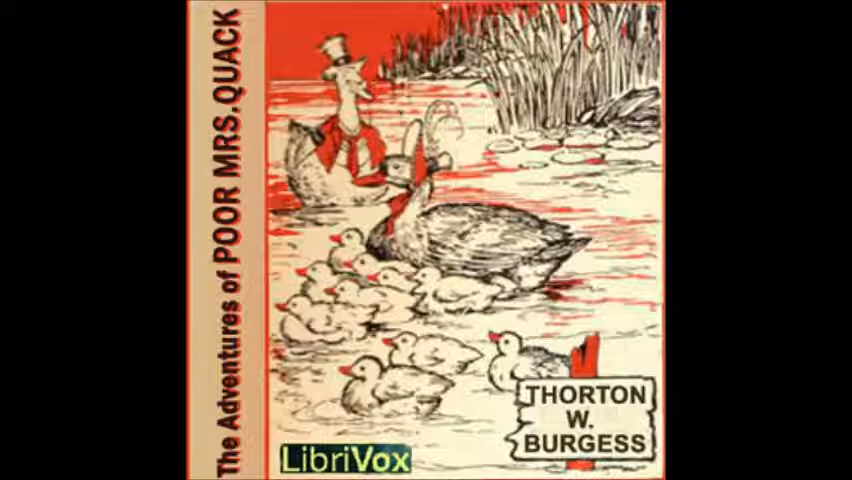 The Adventures of POOR MRS.QUACK
THORTON
W.
BURGESS
LibriVox